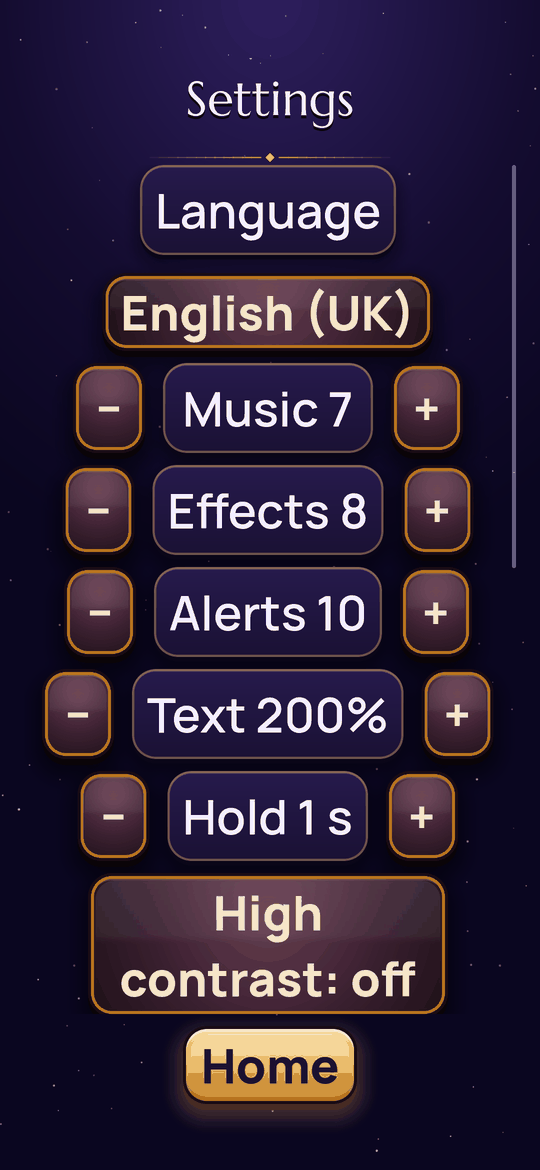 Settings
Language
English (UK)
− Music 7 +
− Effects 8 +
− Alerts 10 +
− Text 200% +
− Hold 1 s +
High
contrast: off
Home